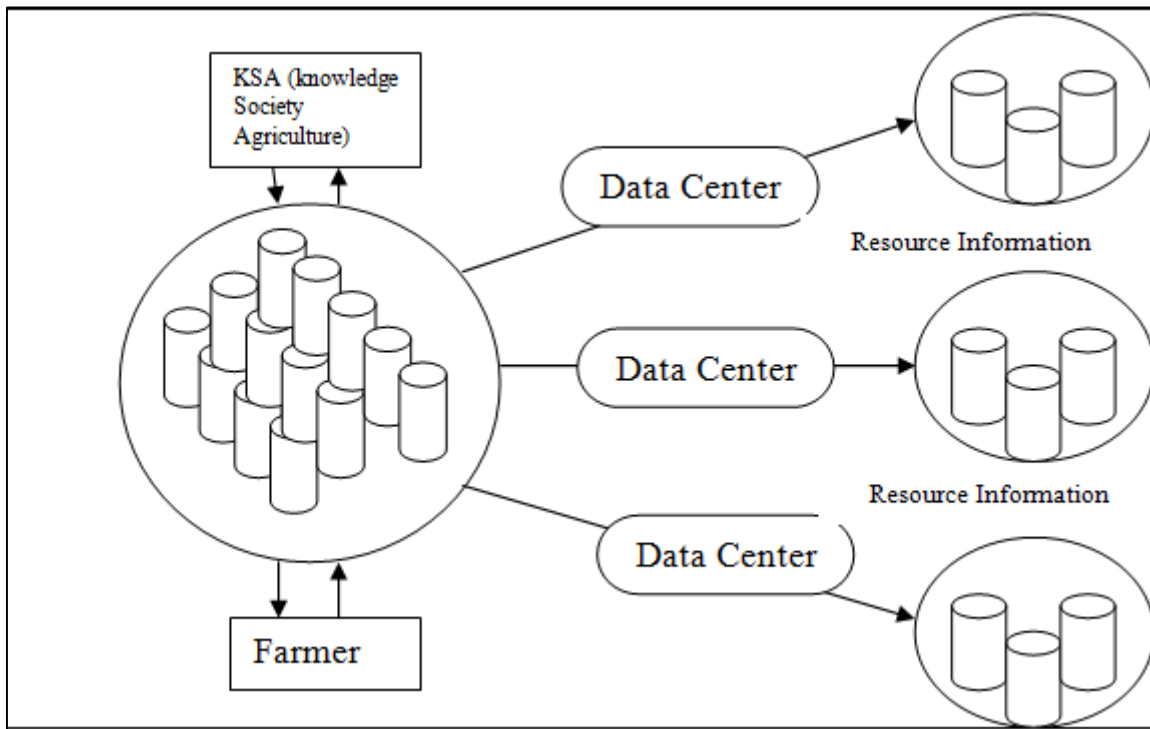 KSA (knowledge
Society
Agriculture)
Data Center
Resource Information
Data Center
Resource Information
Data Center
Farmer